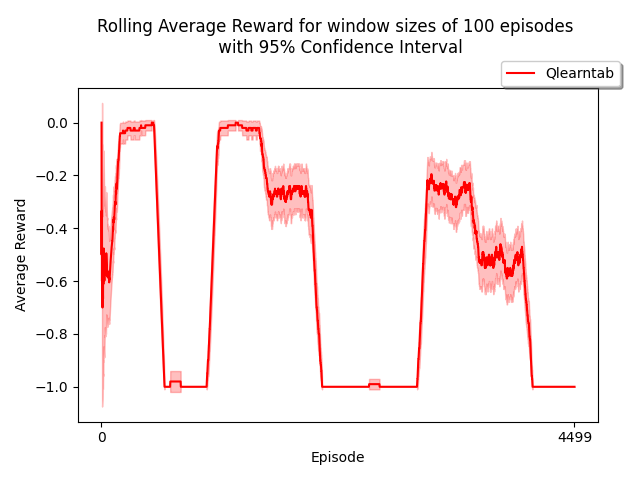 Rolling Average Reward for window sizes of 100 episodes
with 95% Confidence Interval
Qlearntab
0.0
−0.2
−0.4
−0.6
−0.8
−1.0
Average Reward
0
4499
Episode